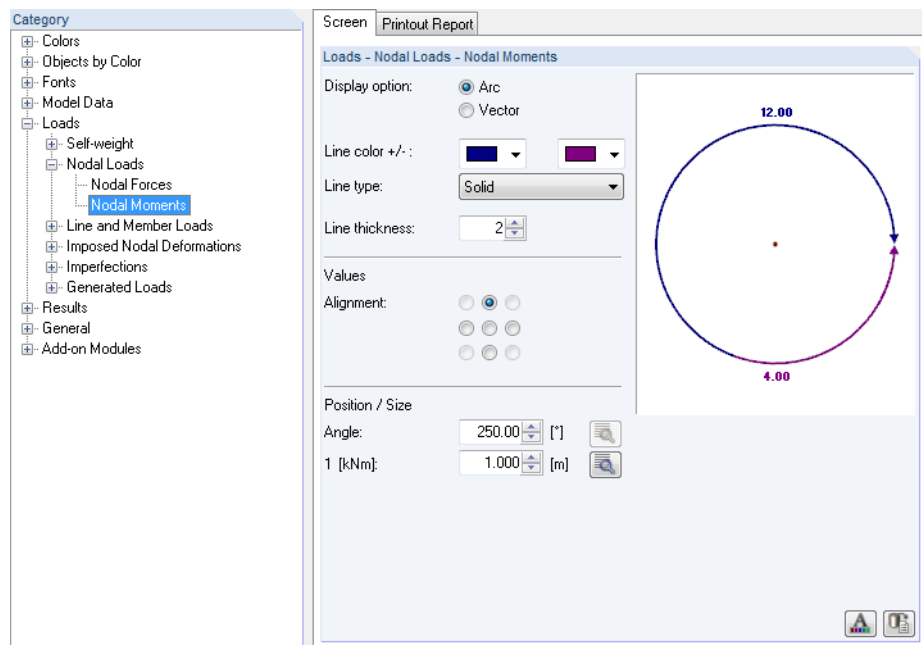 Category
Colors
Objects by Color
Fonts
Model Data
Loads
Self-weight
Nodal Loads
Nodal Forces
Nodal Moments
Line and Member Loads
Imposed Nodal Deformations
Imperfections
Generated Loads
Results
General
Add-on Modules
Screen Printout Report
Loads - Nodal Loads - Nodal Moments
Display option: Arc
Vector
Line color +/- :
Line type: Solid
Line thickness: 2
Values
Alignment:
Position / Size
Angle: 250.00 [°]
1 [kNm]: 1.000 [m]
12.00
4.00
A